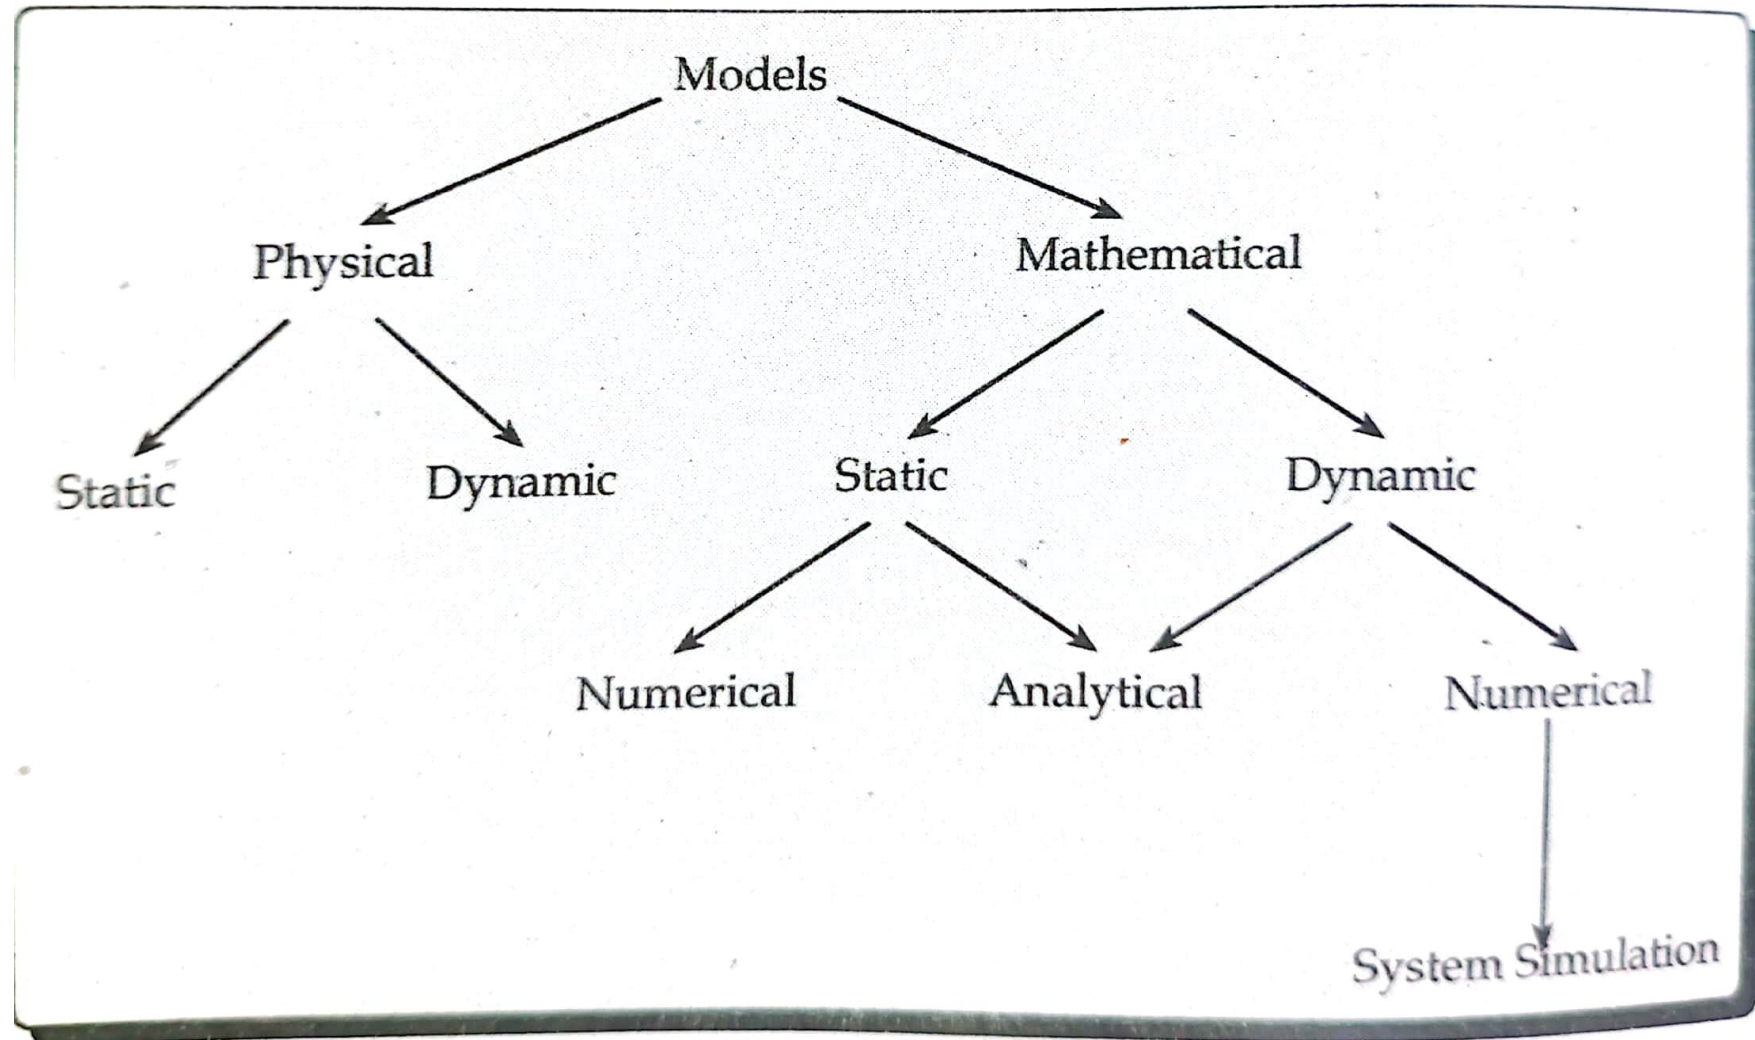 Models
Physical Mathematical
Static Dynamic Static Dynamic
Numerical Analytical Numerical
System Simulation